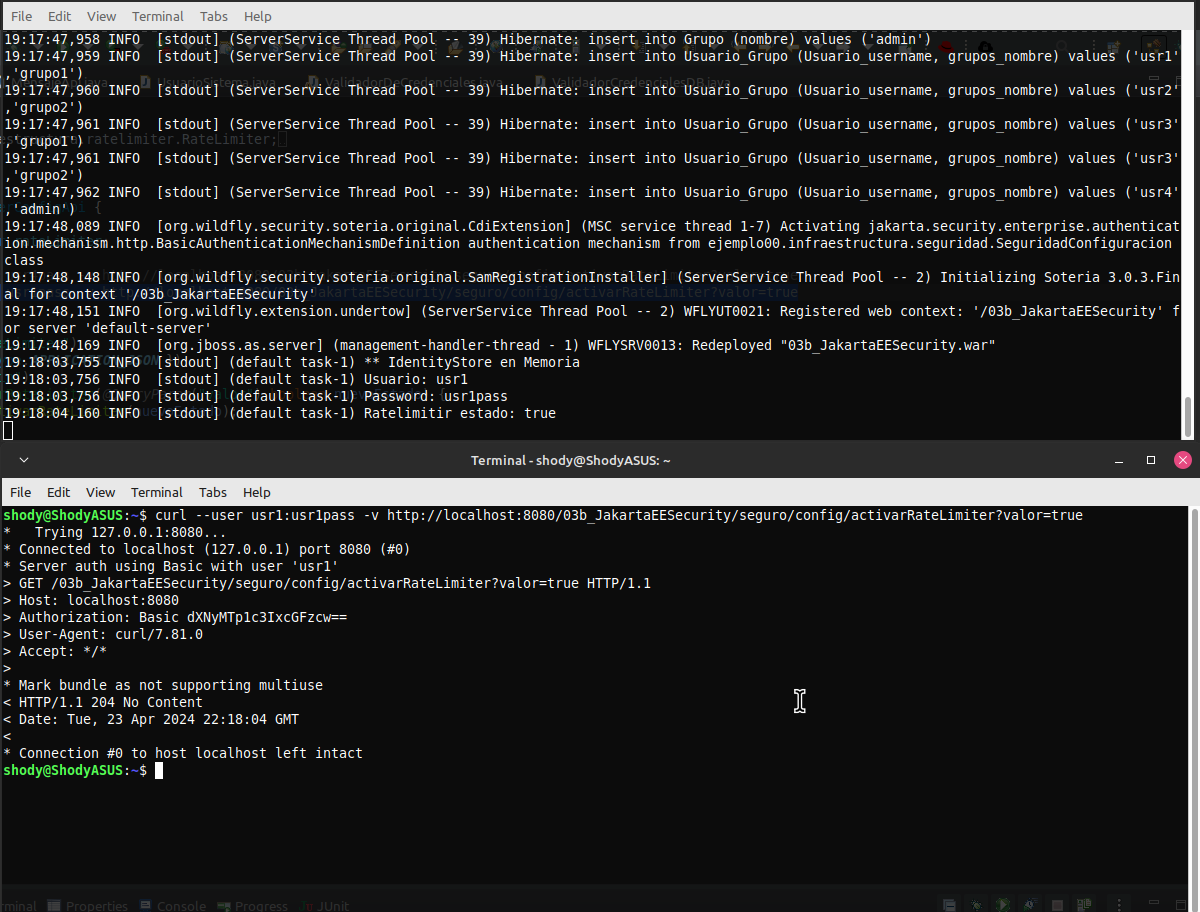 File Edit View Terminal Tabs Help
19:17:47,958 INFO  [stdout] (ServerService Thread Pool -- 39) Hibernate: insert into Grupo (nombre) values ('admin')
19:17:47,959 INFO  [stdout] (ServerService Thread Pool -- 39) Hibernate: insert into Usuario_Grupo (Usuario_username, grupos_nombre) values ('usr1'
,'grupo1')
19:17:47,960 INFO  [stdout] (ServerService Thread Pool -- 39) Hibernate: insert into Usuario_Grupo (Usuario_username, grupos_nombre) values ('usr2'
,'grupo2')
19:17:47,961 INFO  [stdout] (ServerService Thread Pool -- 39) Hibernate: insert into Usuario_Grupo (Usuario_username, grupos_nombre) values ('usr3'
,'grupo1')
19:17:47,961 INFO  [stdout] (ServerService Thread Pool -- 39) Hibernate: insert into Usuario_Grupo (Usuario_username, grupos_nombre) values ('usr3'
,'grupo2')
19:17:47,962 INFO  [stdout] (ServerService Thread Pool -- 39) Hibernate: insert into Usuario_Grupo (Usuario_username, grupos_nombre) values ('usr4'
,'admin')
19:17:48,089 INFO  [org.wildfly.security.soteria.original.CdiExtension] (MSC service thread 1-7) Activating jakarta.security.enterprise.authenticat
ion.mechanism.http.BasicAuthenticationMechanismDefinition authentication mechanism from ejemplo00.infraestructura.seguridad.SeguridadConfiguracion
class
19:17:48,148 INFO  [org.wildfly.security.soteria.original.SamRegistrationInstaller] (ServerService Thread Pool -- 2) Initializing Soteria 3.0.3.Fin
al for context '/03b_JakartaEESecurity'
19:17:48,151 INFO  [org.wildfly.extension.undertow] (ServerService Thread Pool -- 2) WFLYUT0021: Registered web context: '/03b_JakartaEESecurity' f
or server 'default-server'
19:17:48,169 INFO  [org.jboss.as.server] (management-handler-thread - 1) WFLYSRV0013: Redeployed "03b_JakartaEESecurity.war"
19:18:03,755 INFO  [stdout] (default task-1) ** IdentityStore en Memoria
19:18:03,756 INFO  [stdout] (default task-1) Usuario: usr1
19:18:03,756 INFO  [stdout] (default task-1) Password: usr1pass
19:18:04,160 INFO  [stdout] (default task-1) Ratelimitir estado: true
Terminal - shody@ShodyASUS: ~
File Edit View Terminal Tabs Help
shody@ShodyASUS:~$ curl --user usr1:usr1pass -v http://localhost:8080/03b_JakartaEESecurity/seguro/config/activarRateLimiter?valor=true
*   Trying 127.0.0.1:8080...
* Connected to localhost (127.0.0.1) port 8080 (#0)
* Server auth using Basic with user 'usr1'
> GET /03b_JakartaEESecurity/seguro/config/activarRateLimiter?valor=true HTTP/1.1
> Host: localhost:8080
> Authorization: Basic dXNyMTp1c3IxcGFzcw==
> User-Agent: curl/7.81.0
> Accept: */*
>
* Mark bundle as not supporting multiuse
< HTTP/1.1 204 No Content
< Date: Tue, 23 Apr 2024 22:18:04 GMT
<
* Connection #0 to host localhost left intact
shody@ShodyASUS:~$
Properties Console Progress JUnit